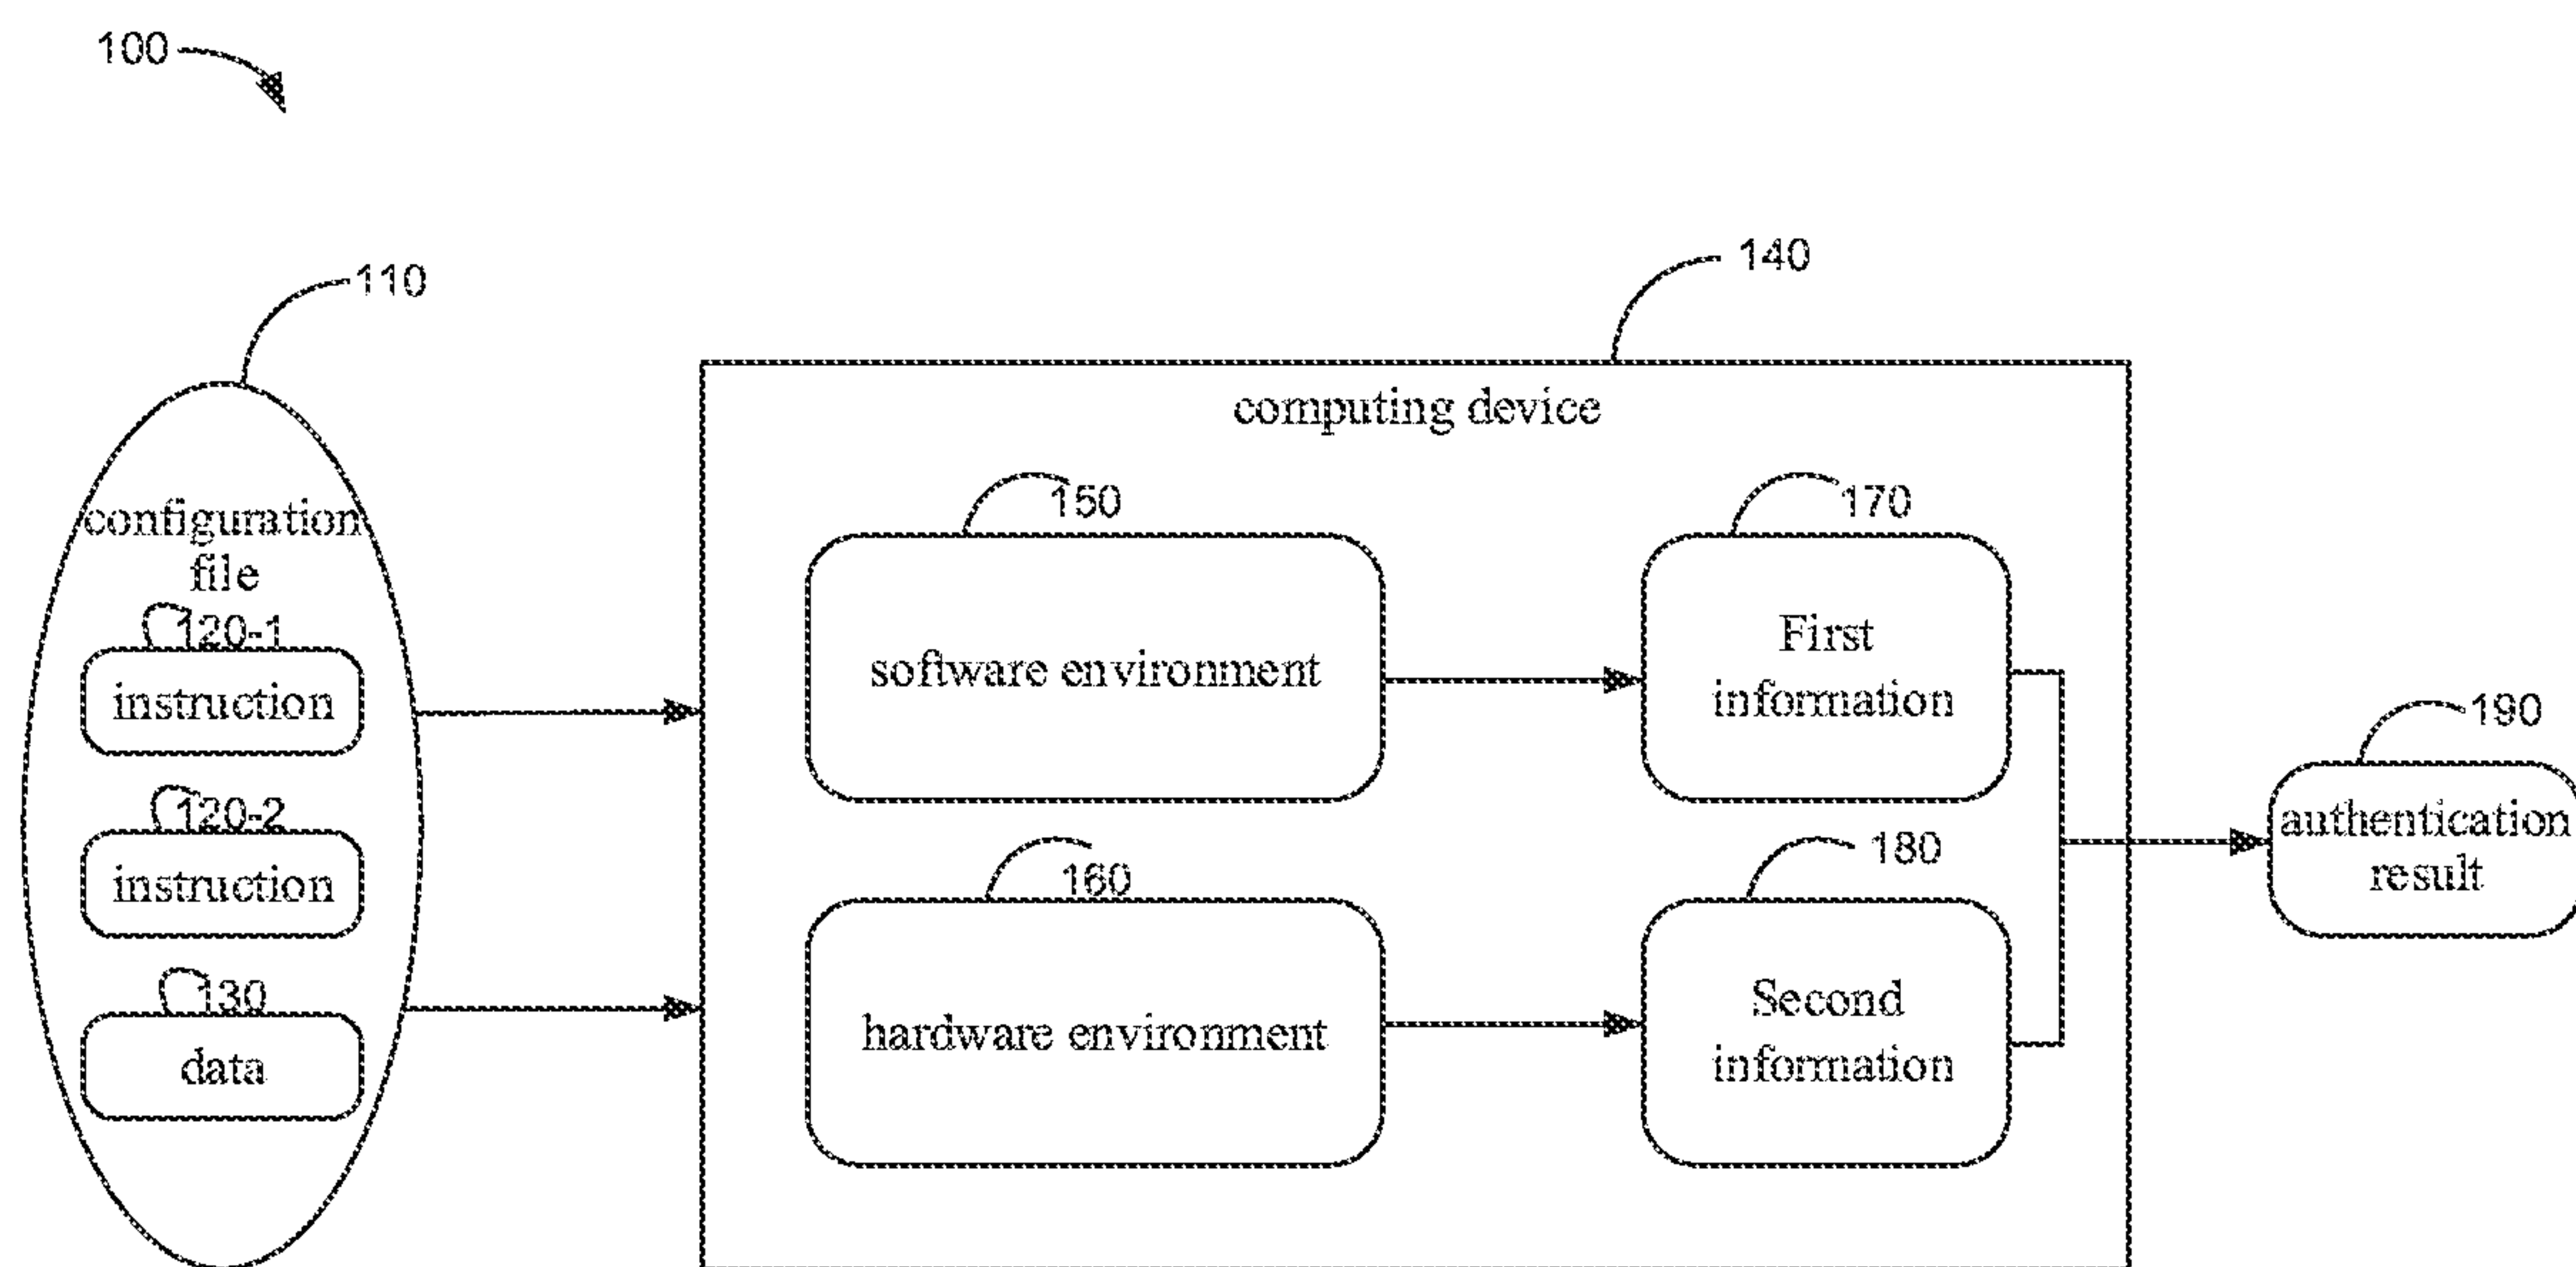 100
110
140
computing device
configuration
file
150
170
120-1
instruction
software environment
First
information
190
120-2
instruction
160
180
authentication
result
130
data
hardware environment
Second
information